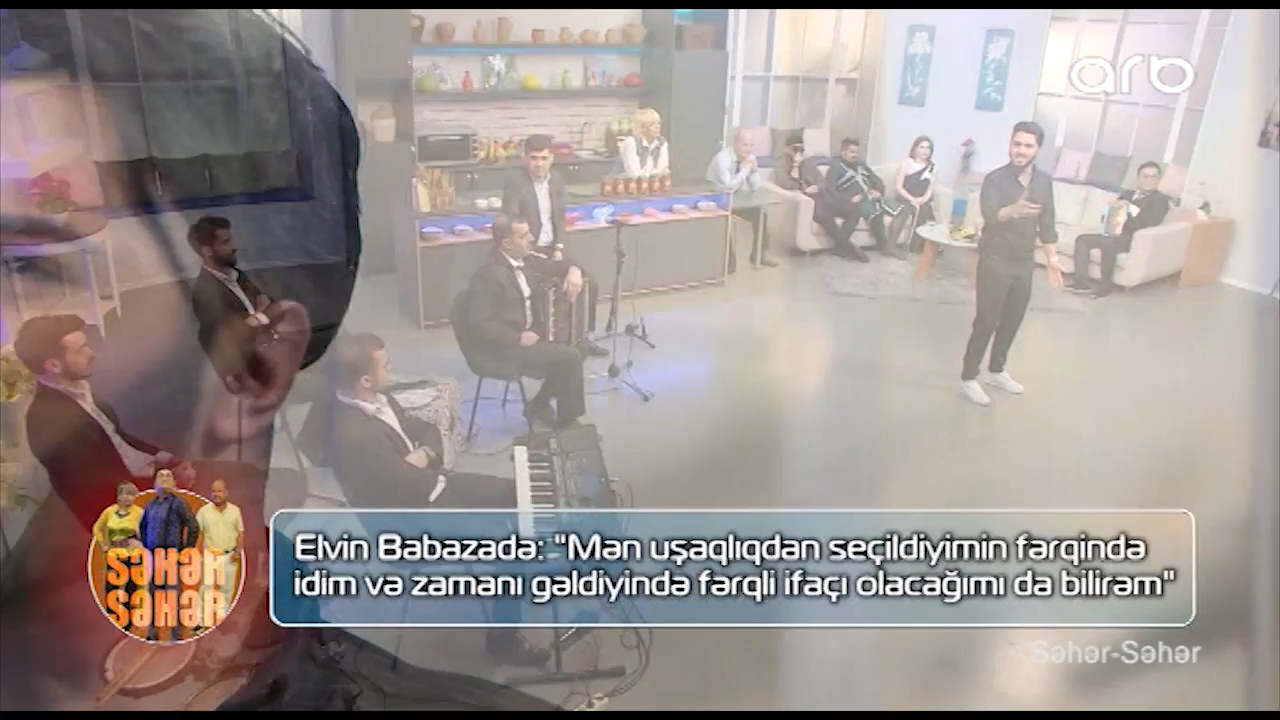 arb
Elvin Babazadə: "Mən uşaqlıqdan seçildiyimin fərqində
idim və zamanı gəldiyində fərqli ifaçı olacağımı da bilirəm"
SƏHƏR
SƏHƏR
Səhər-Səhər